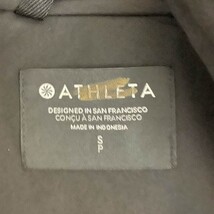 ATHLETA
DESIGNED IN SAN FRANCISCO
CONÇU À SAN FRANCISCO
MADE IN INDONESIA
S
P